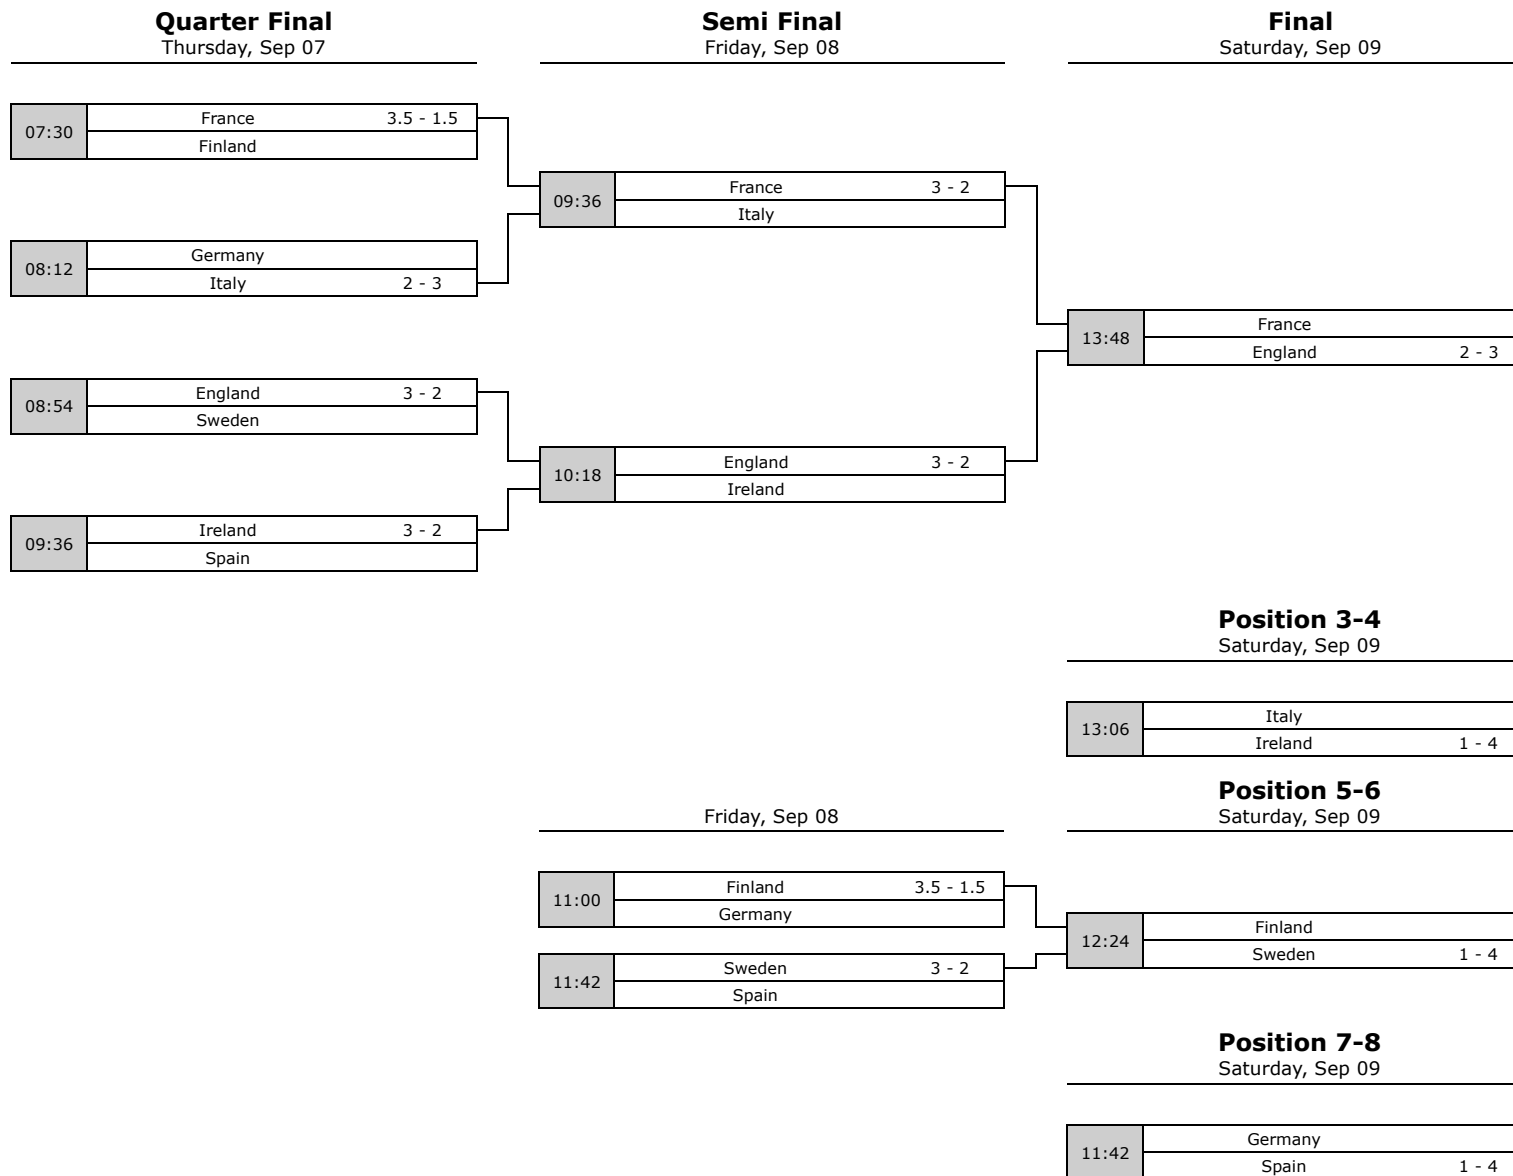 Quarter Final
Thursday, Sep 07
Semi Final
Friday, Sep 08
Final
Saturday, Sep 09
07:30
France 3.5 - 1.5
Finland
08:12
Germany
Italy 2 - 3
08:54
England 3 - 2
Sweden
09:36
Ireland 3 - 2
Spain
09:36
France 3 - 2
Italy
10:18
England 3 - 2
Ireland
13:48
France
England 2 - 3
Position 3-4
Saturday, Sep 09
13:06
Italy
Ireland 1 - 4
Friday, Sep 08
11:00
Finland 3.5 - 1.5
Germany
11:42
Sweden 3 - 2
Spain
Position 5-6
Saturday, Sep 09
12:24
Finland
Sweden 1 - 4
Position 7-8
Saturday, Sep 09
11:42
Germany
Spain 1 - 4